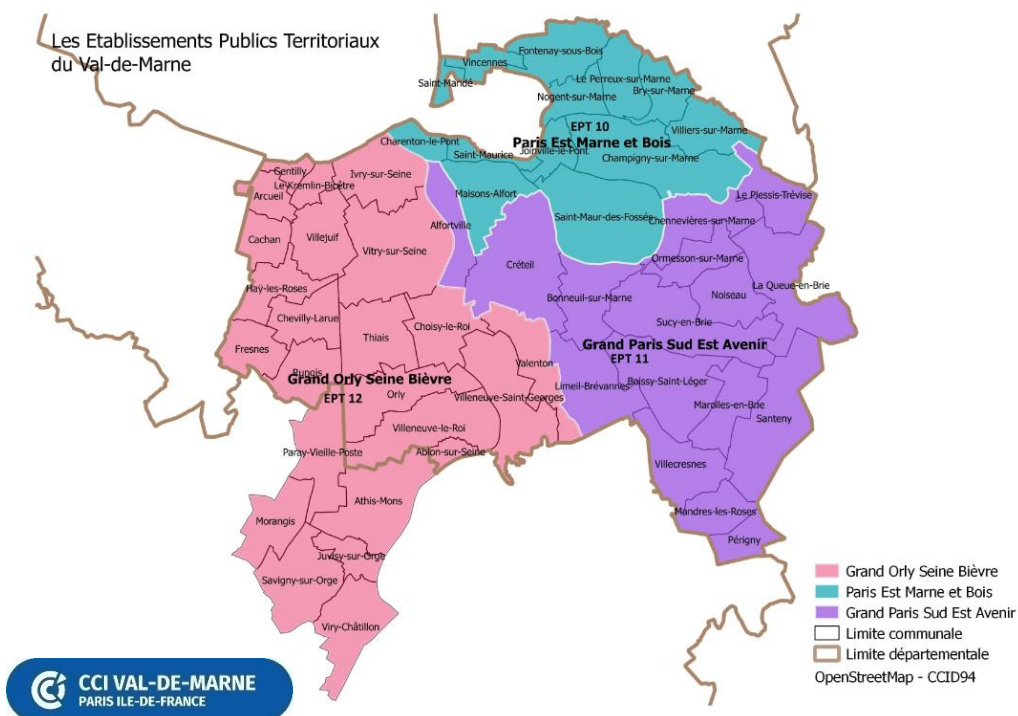 Les Etablissements Publics Territoriaux
du Val-de-Marne
Fontenay-sous-Bois
Vincennes
Saint-Mandé
Le Perreux-sur-Marne
Bry-sur-Marne
Nogent-sur-Marne
EPT 10
Paris Est Marne et Bois
Villiers-sur-Marne
Charenton-le-Pont
Saint-Maurice
Joinville-le-Pont
Champigny-sur-Marne
Gentilly
Le-Kremlin-Bicêtre
Ivry-sur-Seine
Arcueil
Maisons-Alfort
Le Plessis-Trévise
Saint-Maur-des-Fossés
Chennevières-sur-Marne
Alfortville
Cachan
Villejuif
Vitry-sur-Seine
Créteil
Ormesson-sur-Marne
Haÿ-les-Roses
Bonneuil-sur-Marne
Noiseau
La Queue-en-Brie
Chevilly-Larue
Choisy-le-Roi
Sucy-en-Brie
Thiais
Fresnes
Grand Paris Sud Est Avenir
EPT 11
Rungis
Valenton
Grand Orly Seine Bièvre
EPT 12
Orly
Villeneuve-Saint-Georges
Limeil-Brévannes
Boissy-Saint-Léger
Marolles-en-Brie
Santeny
Villeneuve-le-Roi
Paray-Vieille-Poste
Ablon-sur-Seine
Villecresnes
Athis-Mons
Morangis
Mandres-les-Roses
Périgny
Juvisy-sur-Orge
Savigny-sur-Orge
Viry-Châtillon
Grand Orly Seine Bièvre
Paris Est Marne et Bois
Grand Paris Sud Est Avenir
Limite communale
Limite départementale
OpenStreetMap - CCID94
CCI VAL-DE-MARNE
PARIS ILE-DE-FRANCE